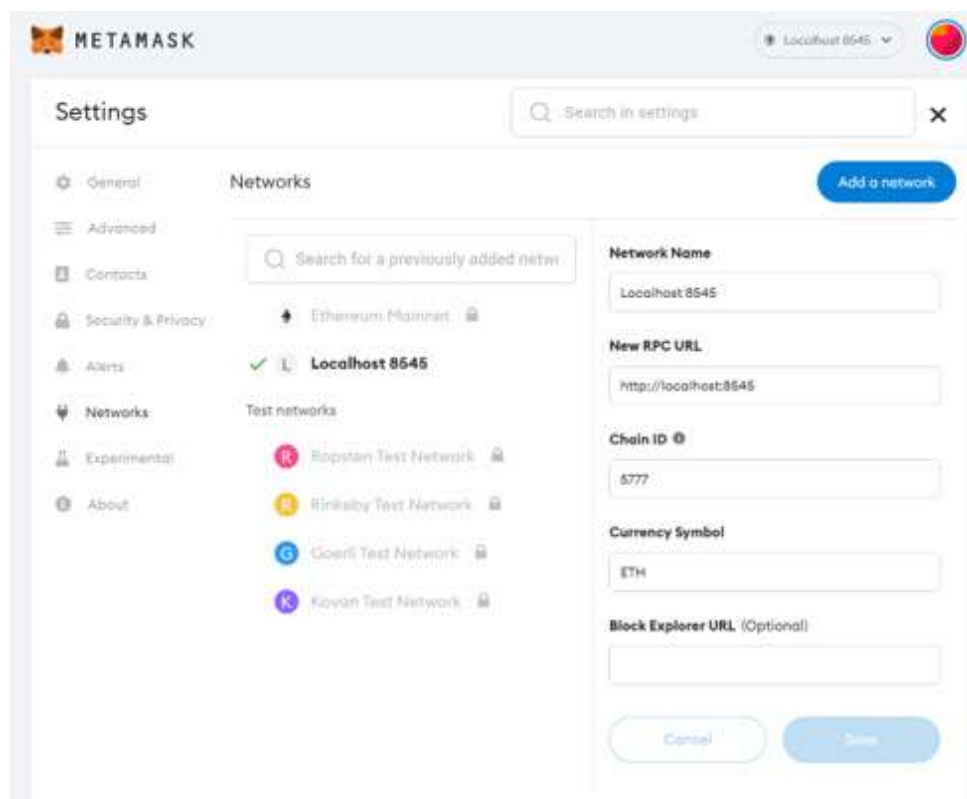 METAMASK
Localhost 8545
Settings
Search in settings
General
Advanced
Contacts
Security & Privacy
Alerts
Networks
Experimental
About
Networks
Add a network
Search for a previously added netwo
Ethereum Mainnet
L Localhost 8545
Test networks
R Ropsten Test Network
R Rinkeby Test Network
G Goerli Test Network
K Kovan Test Network
Network Name
Localhost 8545
New RPC URL
http://localhost:8545
Chain ID
5777
Currency Symbol
ETH
Block Explorer URL (Optional)
Cancel
Save